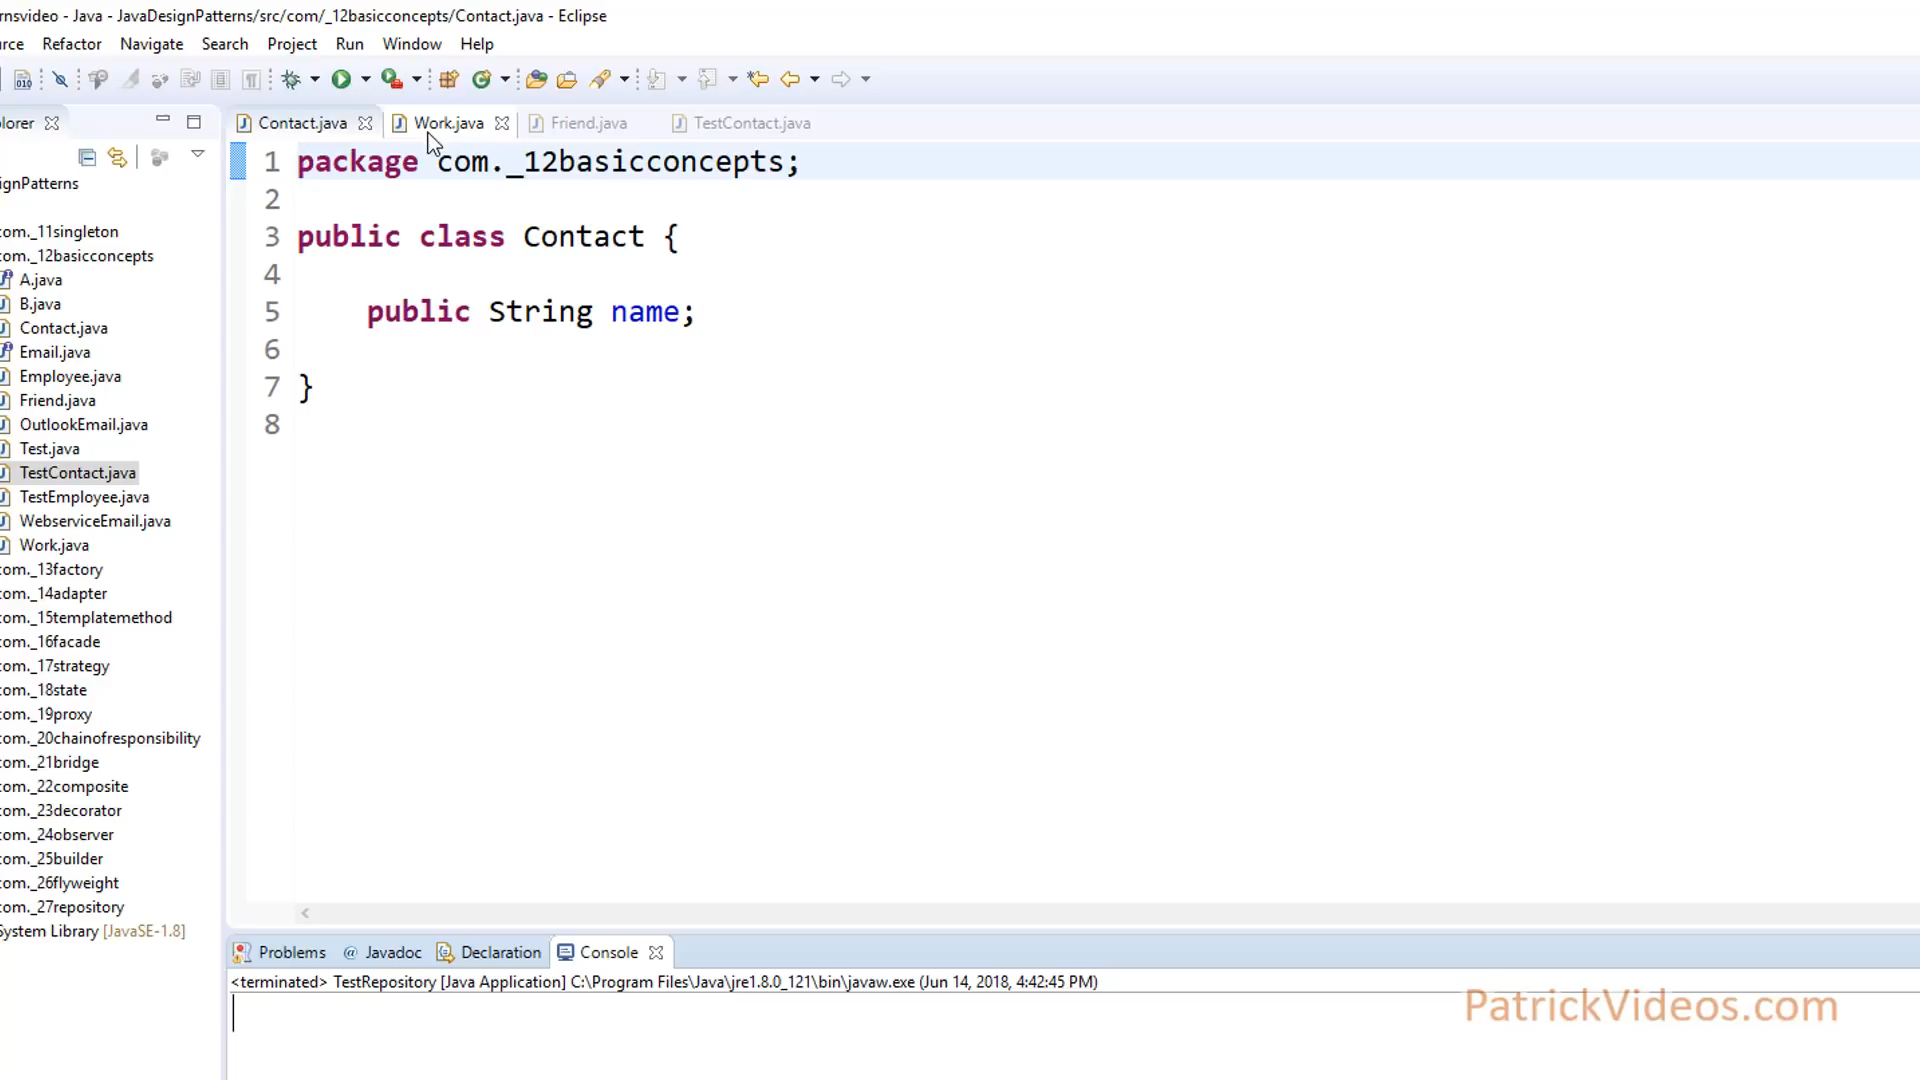 rnsvideo - Java - JavaDesignPatterns/src/com/_12basicconcepts/Contact.java - Eclipse
rce Refactor Navigate Search Project Run Window Help
plorer
Contact.java Work.java Friend.java TestContact.java
ignPatterns
com._11singleton
com._12basicconcepts
A.java
B.java
Contact.java
Email.java
Employee.java
Friend.java
OutlookEmail.java
Test.java
TestContact.java
TestEmployee.java
WebserviceEmail.java
Work.java
com._13factory
com._14adapter
com._15templatemethod
com._16facade
com._17strategy
com._18state
com._19proxy
com._20chainofresponsibility
com._21bridge
com._22composite
com._23decorator
com._24observer
com._25builder
com._26flyweight
com._27repository
System Library [JavaSE-1.8]
1 package com._12basicconcepts;
2
3 public class Contact {
4
5 public String name;
6
7 }
8
Problems @ Javadoc Declaration Console
<terminated> TestRepository [Java Application] C:\Program Files\Java\jre1.8.0_121\bin\javaw.exe (Jun 14, 2018, 4:42:45 PM)
PatrickVideos.com